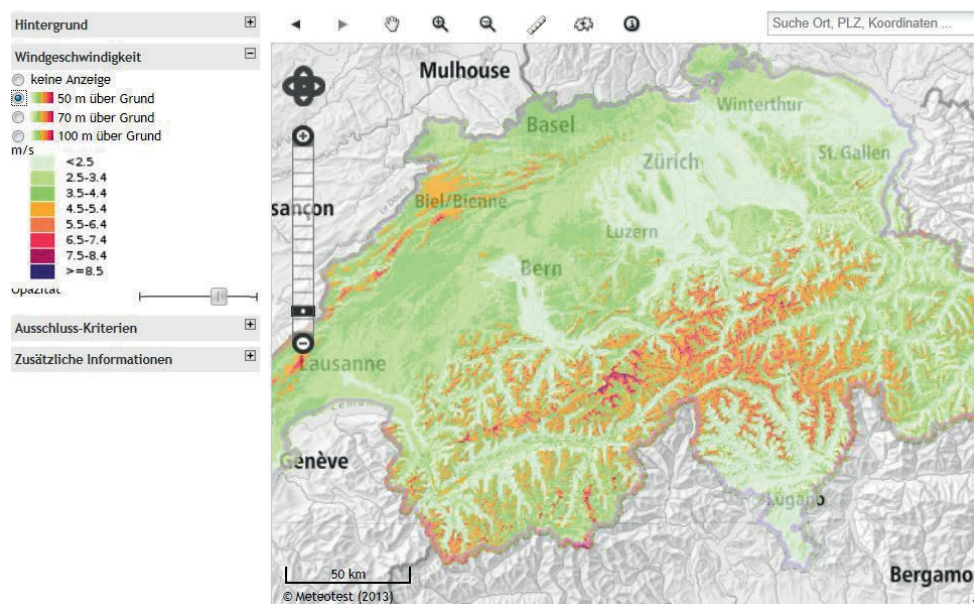 Hintergrund
Windgeschwindigkeit
keine Anzeige
50 m über Grund
70 m über Grund
100 m über Grund
m/s
<2.5
2.5-3.4
3.5-4.4
4.5-5.4
5.5-6.4
6.5-7.4
7.5-8.4
>=8.5
Opazität
Ausschluss-Kriterien
Zusätzliche Informationen
Suche Ort, PLZ, Koordinaten ...
Mulhouse
Winterthur
Basel
Zürich
St. Gallen
Biel/Bienne
sançon
Luzern
Bern
Lausanne
Genève
Lugano
Bergamo
50 km
© Meteotest (2013)